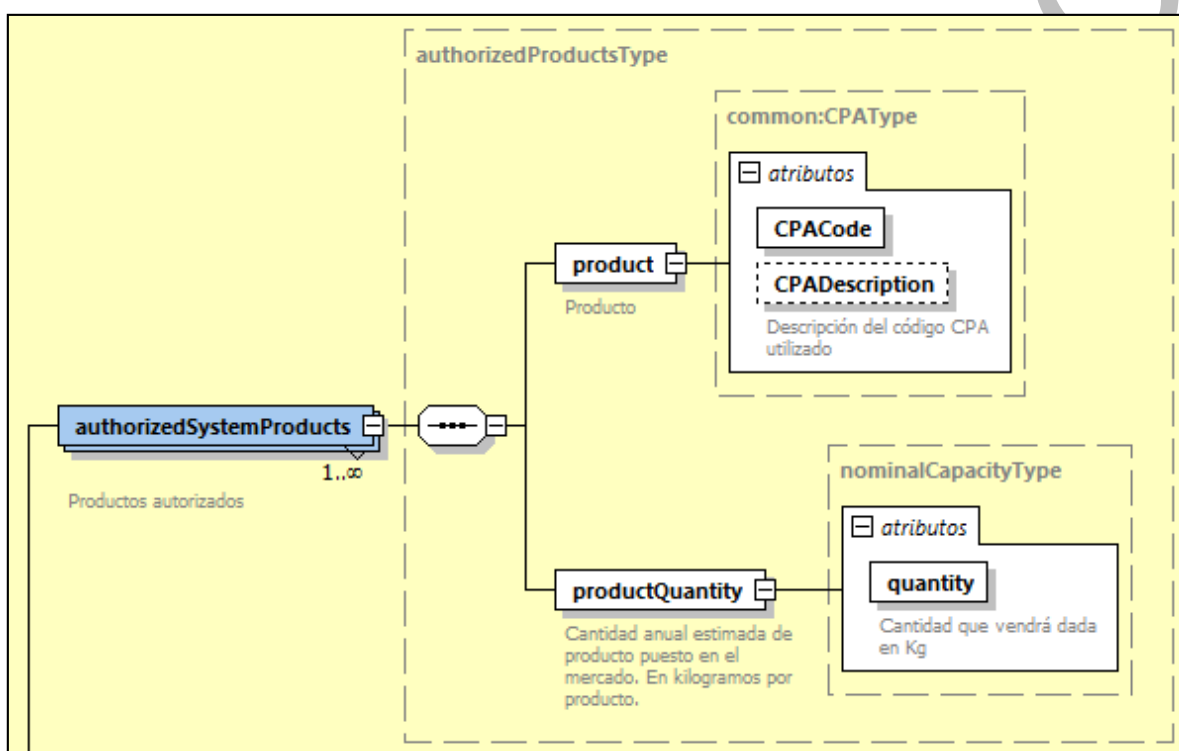 authorizedProductsType
common:CPAType
atributos
CPACode
product
CPADescription
Producto
Descripción del código CPA
utilizado
authorizedSystemProducts
1..∞
Productos autorizados
nominalCapacityType
atributos
quantity
productQuantity
Cantidad que vendrá dada
en Kg
Cantidad anual estimada de
producto puesto en el
mercado. En kilogramos por
producto.